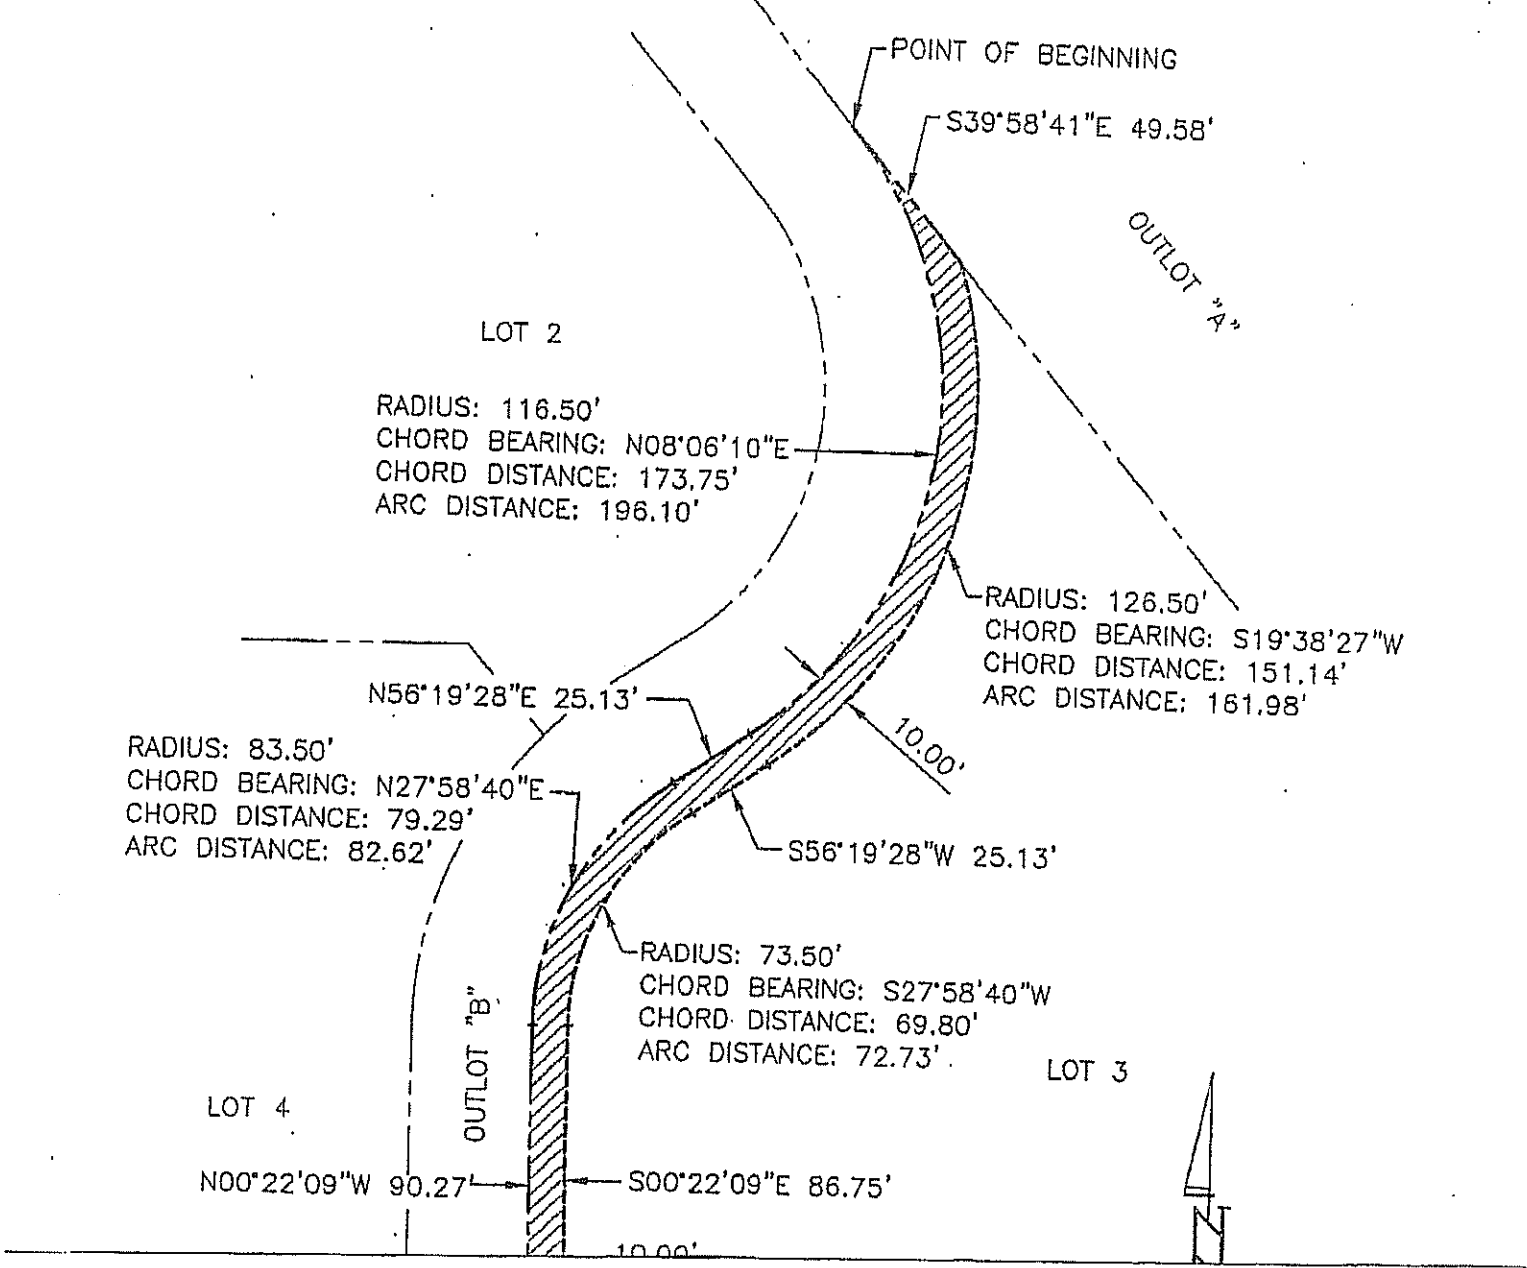 POINT OF BEGINNING
S39°58'41"E 49.58'
OUTLOT "A"
LOT 2
RADIUS: 116.50'
CHORD BEARING: N08°06'10"E
CHORD DISTANCE: 173.75'
ARC DISTANCE: 196.10'
RADIUS: 126.50'
CHORD BEARING: S19°38'27"W
CHORD DISTANCE: 151.14'
ARC DISTANCE: 161.98'
N56°19'28"E 25.13'
10.00'
RADIUS: 83.50'
CHORD BEARING: N27°58'40"E
CHORD DISTANCE: 79.29'
ARC DISTANCE: 82.62'
S56°19'28"W 25.13'
RADIUS: 73.50'
CHORD BEARING: S27°58'40"W
CHORD DISTANCE: 69.80'
ARC DISTANCE: 72.73'
OUTLOT "B"
LOT 3
LOT 4
N00°22'09"W 90.27'
S00°22'09"E 86.75'
10.00'